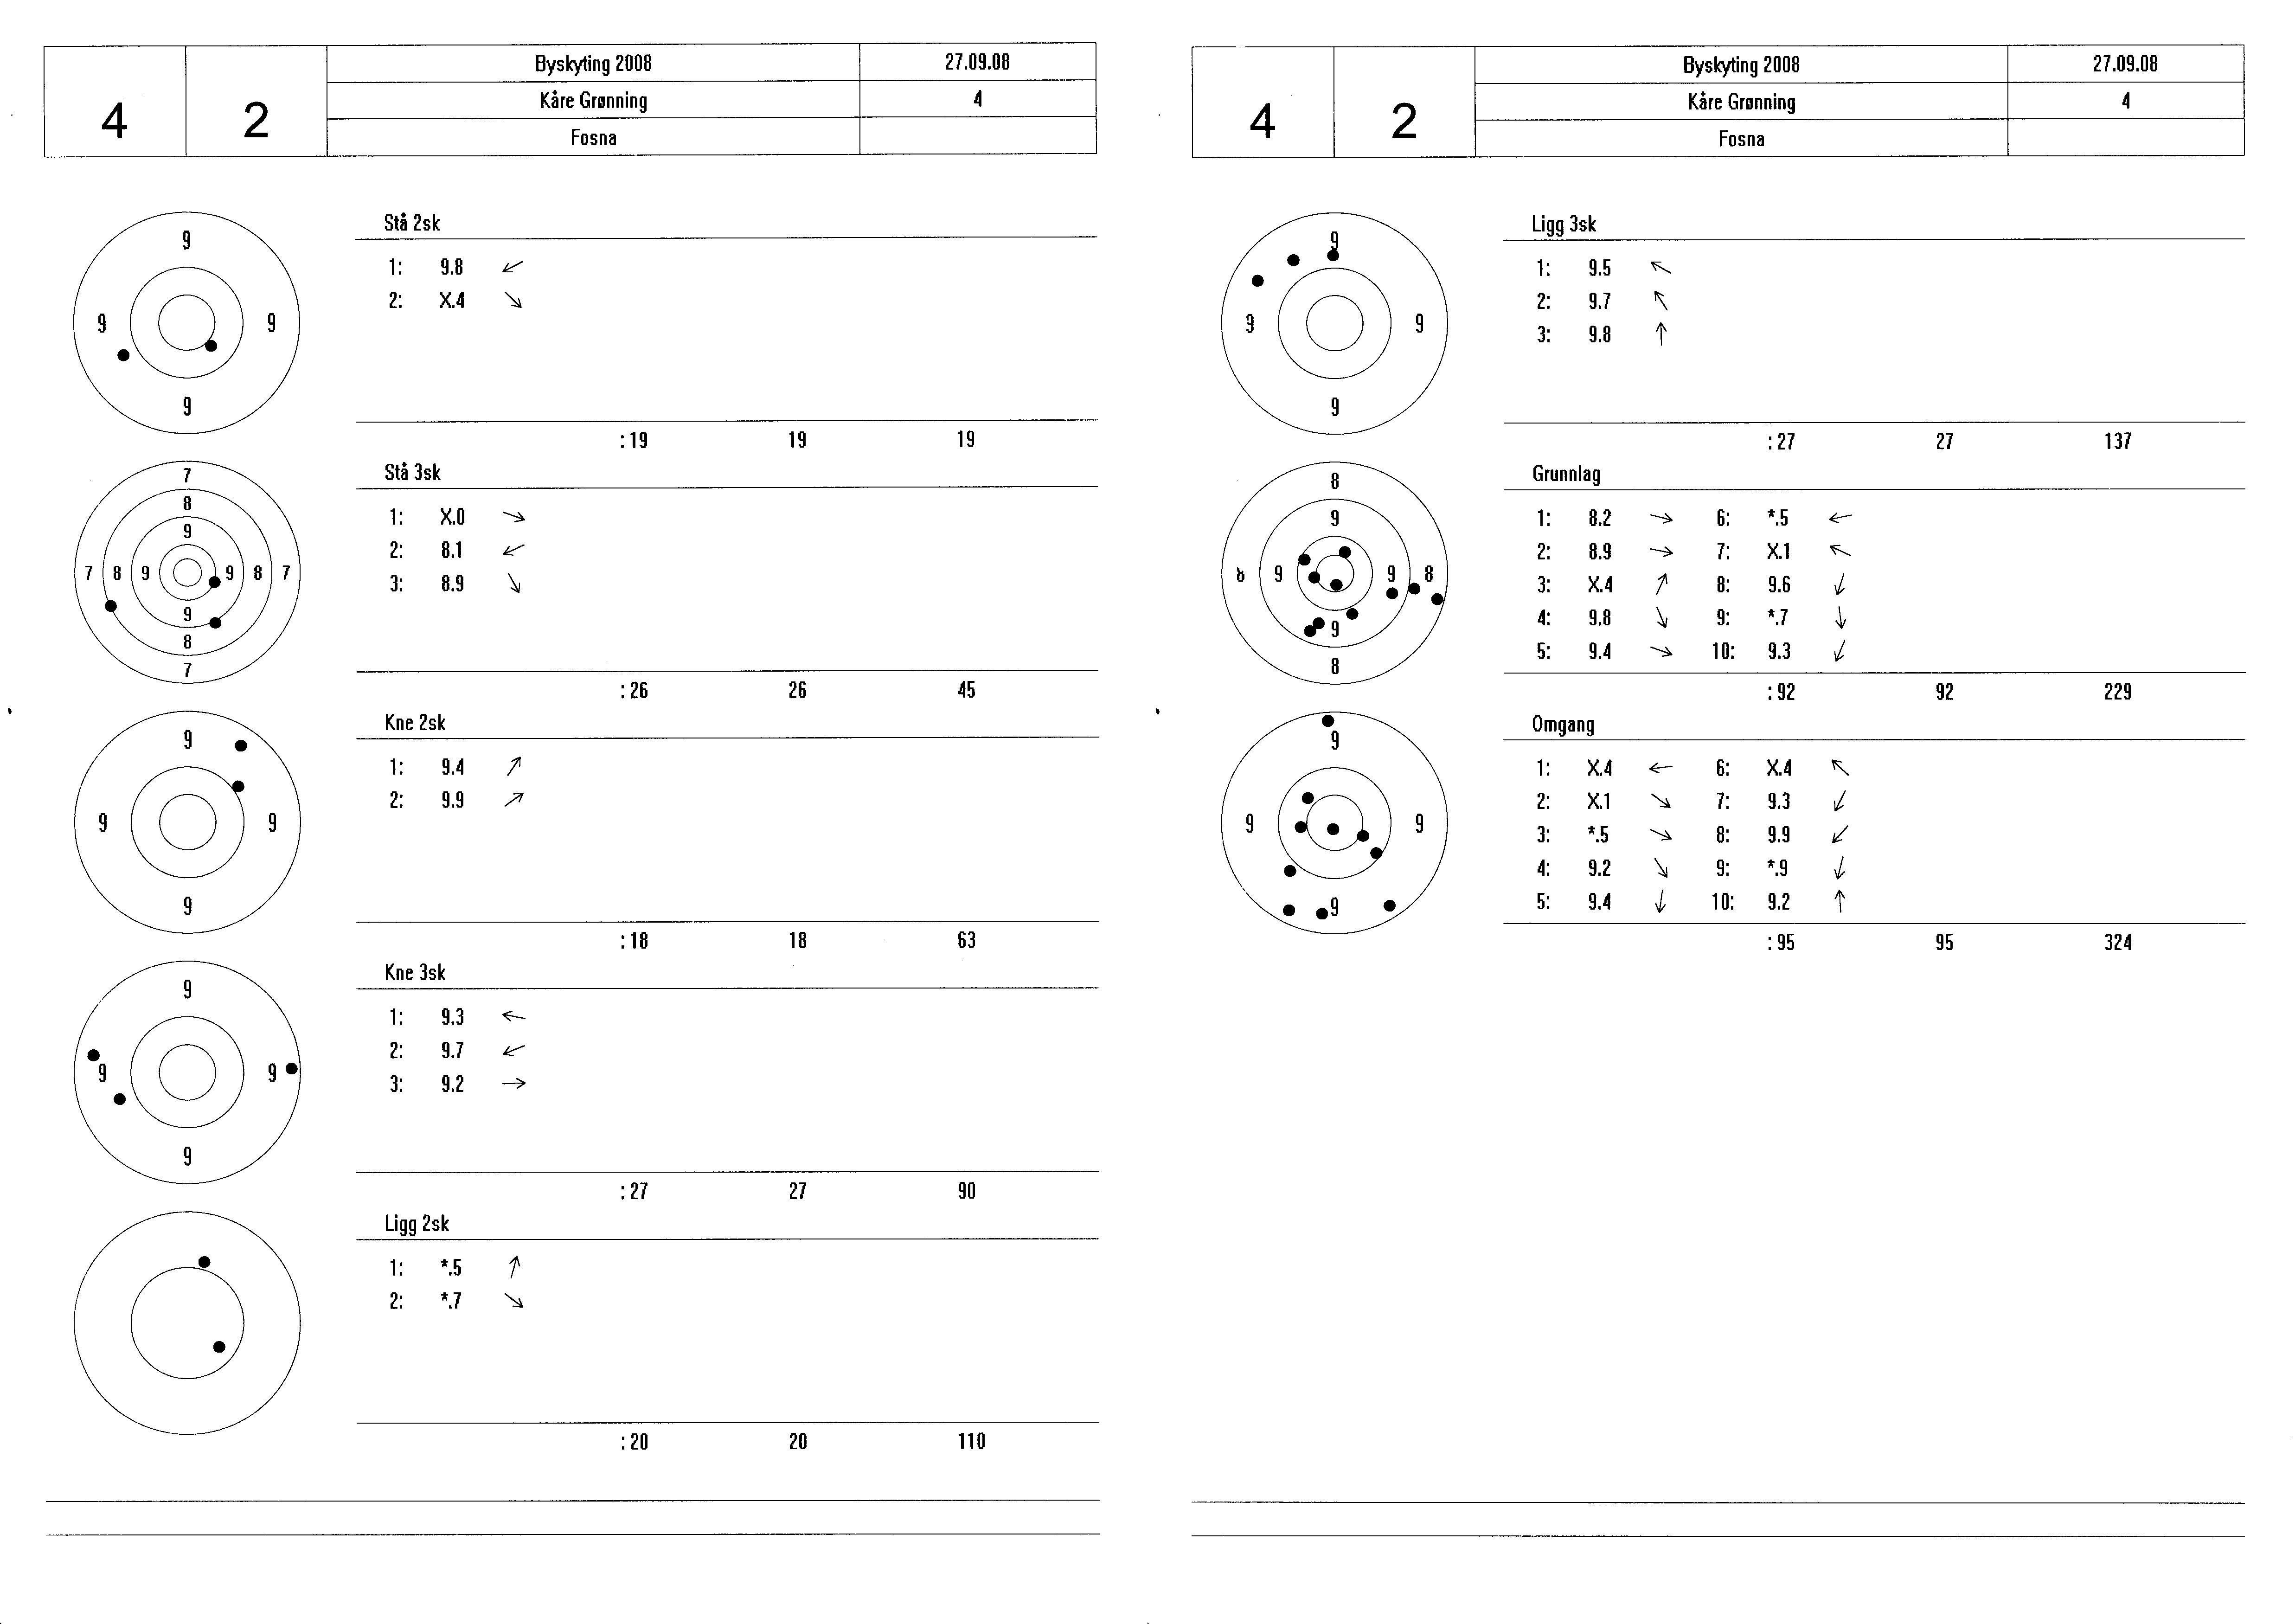 4 2 Byskyting 2008 27.09.08
Kåre Grønning 4
Fosna
Stå 2sk
9
9 9
9
1: 9.8
2: X.4
: 19 19 19
Stå 3sk
7
8
9
7 8 9 9 8 7
9
8
7
1: X.0
2: 8.1
3: 8.9
: 26 26 45
Kne 2sk
9
9 9
9
1: 9.4
2: 9.9
: 18 18 63
Kne 3sk
9
9 9
9
1: 9.3
2: 9.7
3: 9.2
: 27 27 90
Ligg 2sk
1: *.5
2: *.7
: 20 20 110
4 2 Byskyting 2008 27.09.08
Kåre Grønning 4
Fosna
Ligg 3sk
9
9 9
9
1: 9.5
2: 9.7
3: 9.8
: 27 27 137
Grunnlag
8
9
8 9 9 8
9
8
1: 8.2 6: *.5
2: 8.9 7: X.1
3: X.4 8: 9.6
4: 9.8 9: *.7
5: 9.4 10: 9.3
: 92 92 229
Omgang
9
9 9
9
1: X.4 6: X.4
2: X.1 7: 9.3
3: *.5 8: 9.9
4: 9.2 9: *.9
5: 9.4 10: 9.2
: 95 95 324